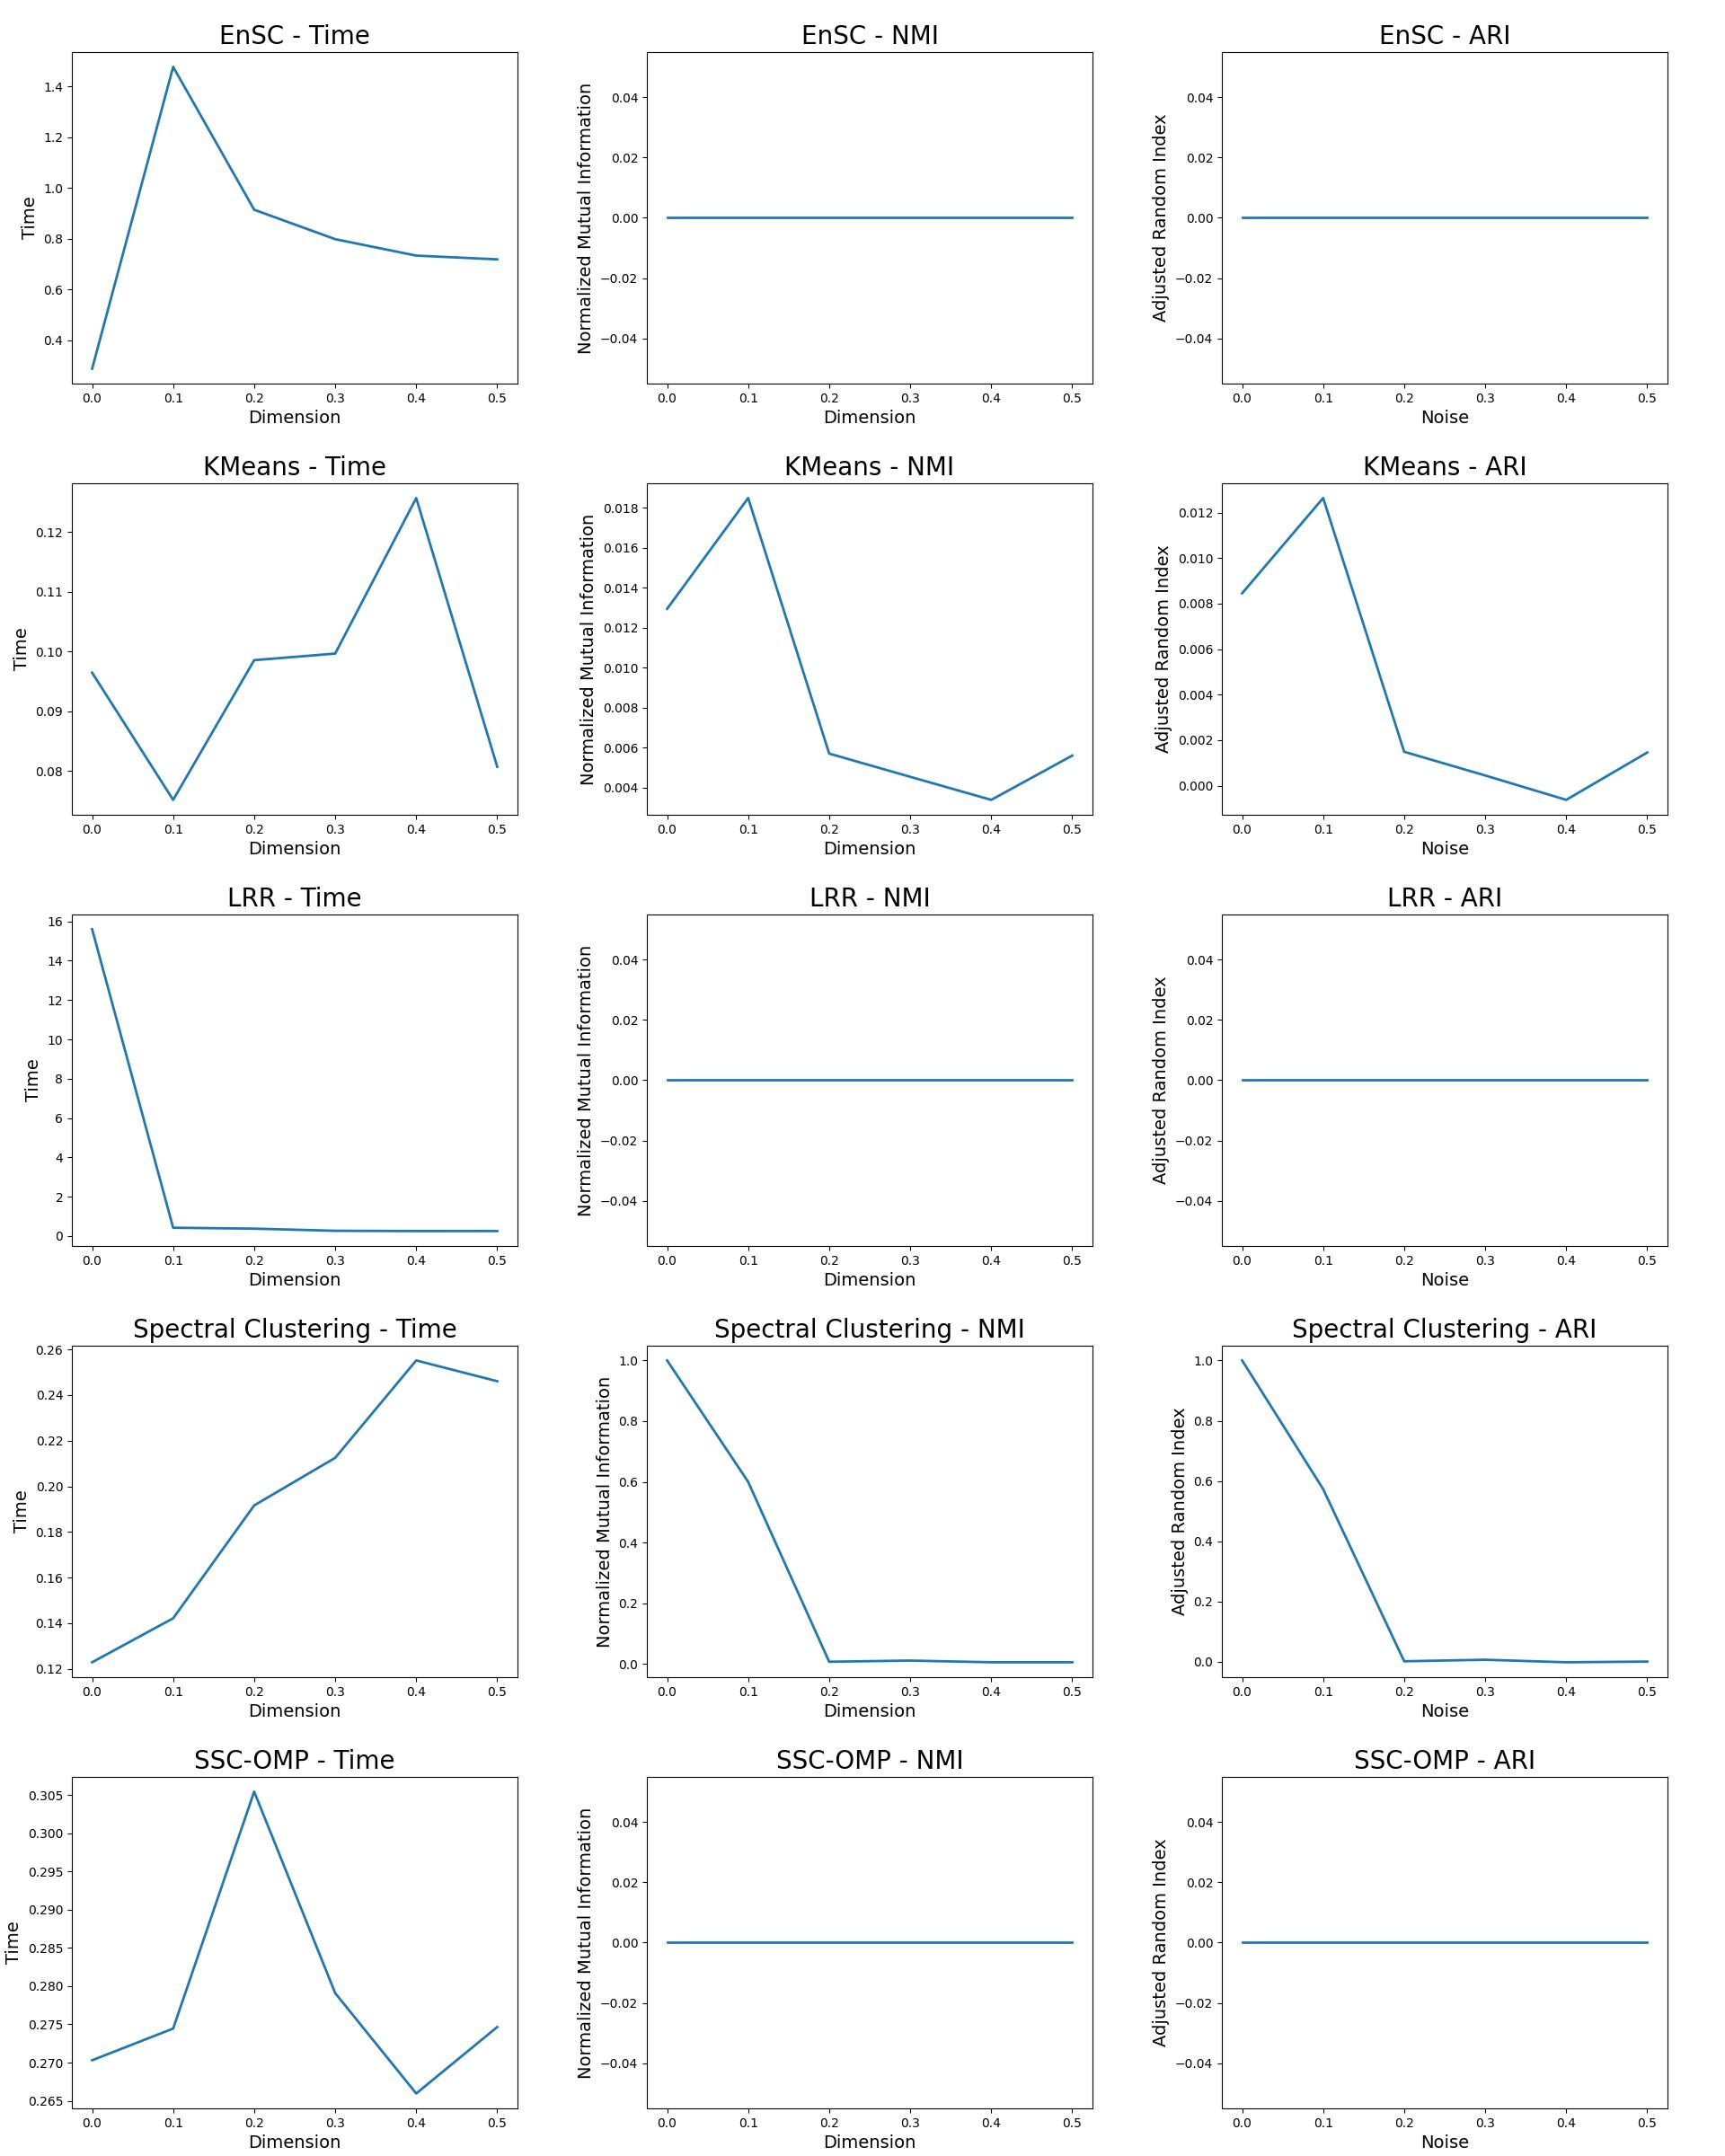 EnSC - Time
1.4
1.2
1.0
0.8
0.6
0.4
Time
0.0 0.1 0.2 0.3 0.4 0.5
Dimension
EnSC - NMI
0.04
0.02
0.00
−0.02
−0.04
Normalized Mutual Information
0.0 0.1 0.2 0.3 0.4 0.5
Dimension
EnSC - ARI
0.04
0.02
0.00
−0.02
−0.04
Adjusted Random Index
0.0 0.1 0.2 0.3 0.4 0.5
Noise
KMeans - Time
0.12
0.11
0.10
0.09
0.08
Time
0.0 0.1 0.2 0.3 0.4 0.5
Dimension
KMeans - NMI
0.018
0.016
0.014
0.012
0.010
0.008
0.006
0.004
Normalized Mutual Information
0.0 0.1 0.2 0.3 0.4 0.5
Dimension
KMeans - ARI
0.012
0.010
0.008
0.006
0.004
0.002
0.000
Adjusted Random Index
0.0 0.1 0.2 0.3 0.4 0.5
Noise
LRR - Time
16
14
12
10
8
6
4
2
0
Time
0.0 0.1 0.2 0.3 0.4 0.5
Dimension
LRR - NMI
0.04
0.02
0.00
−0.02
−0.04
Normalized Mutual Information
0.0 0.1 0.2 0.3 0.4 0.5
Dimension
LRR - ARI
0.04
0.02
0.00
−0.02
−0.04
Adjusted Random Index
0.0 0.1 0.2 0.3 0.4 0.5
Noise
Spectral Clustering - Time
0.26
0.24
0.22
0.20
0.18
0.16
0.14
0.12
Time
0.0 0.1 0.2 0.3 0.4 0.5
Dimension
Spectral Clustering - NMI
1.0
0.8
0.6
0.4
0.2
0.0
Normalized Mutual Information
0.0 0.1 0.2 0.3 0.4 0.5
Dimension
Spectral Clustering - ARI
1.0
0.8
0.6
0.4
0.2
0.0
Adjusted Random Index
0.0 0.1 0.2 0.3 0.4 0.5
Noise
SSC-OMP - Time
0.305
0.300
0.295
0.290
0.285
0.280
0.275
0.270
0.265
Time
0.0 0.1 0.2 0.3 0.4 0.5
Dimension
SSC-OMP - NMI
0.04
0.02
0.00
−0.02
−0.04
Normalized Mutual Information
0.0 0.1 0.2 0.3 0.4 0.5
Dimension
SSC-OMP - ARI
0.04
0.02
0.00
−0.02
−0.04
Adjusted Random Index
0.0 0.1 0.2 0.3 0.4 0.5
Noise